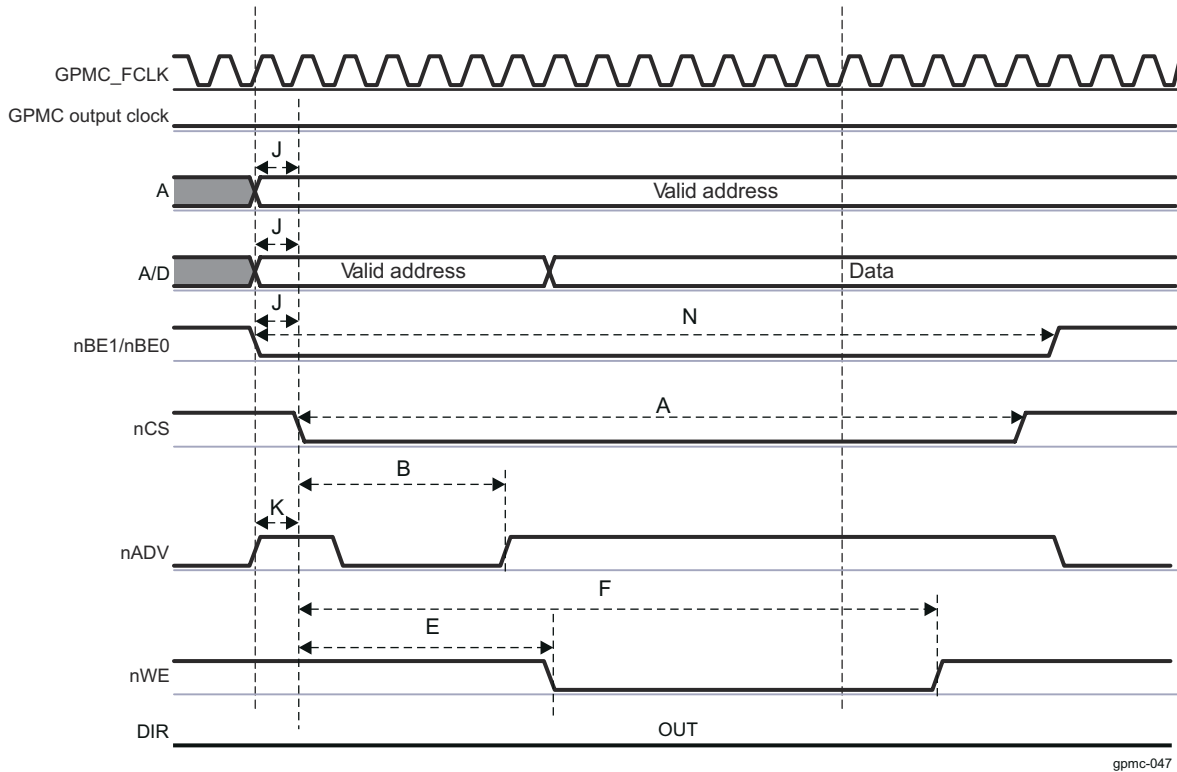 GPMC_FCLK
GPMC output clock
J
A
Valid address
J
A/D
Valid address
Data
J
N
nBE1/nBE0
A
nCS
B
K
nADV
F
E
nWE
DIR
OUT
gpmc-047